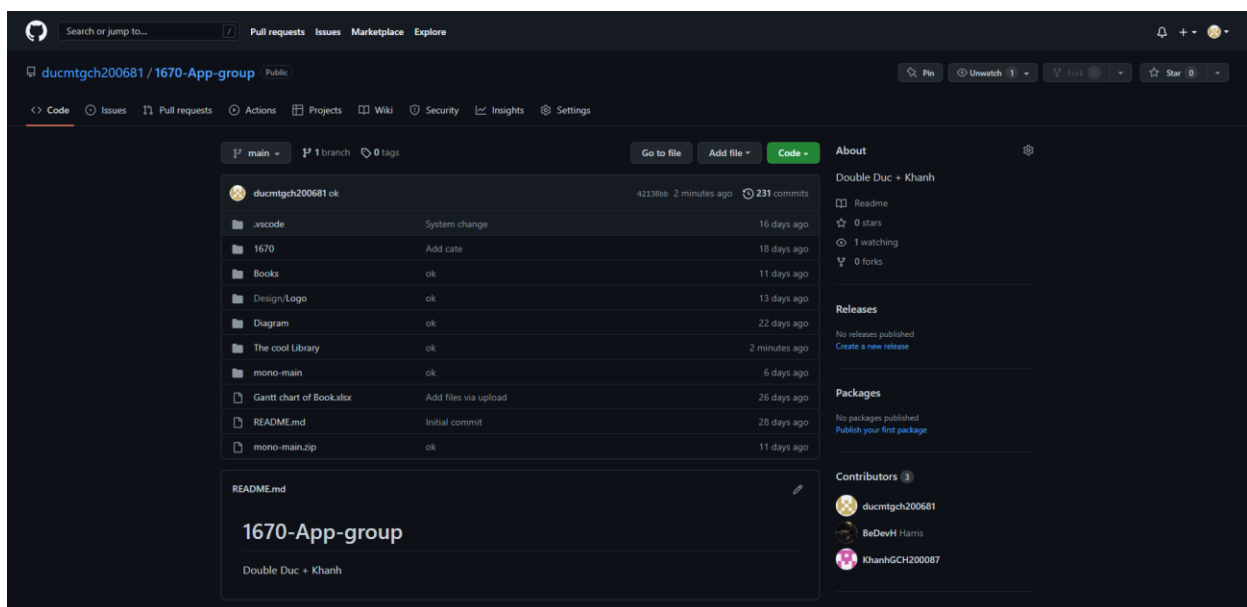 Search or jump to... / Pull requests Issues Marketplace Explore
ducmtgch200681 / 1670-App-group Public
Pin Unwatch 1 Fork 0 Star 0
Code Issues Pull requests Actions Projects Wiki Security Insights Settings
main 1 branch 0 tags Go to file Add file Code
ducmtgch200681 ok 42138bb 2 minutes ago 231 commits
.vscode System change 16 days ago
1670 Add cate 18 days ago
Books ok 11 days ago
Design/Logo ok 13 days ago
Diagram ok 22 days ago
The cool Library ok 2 minutes ago
mono-main ok 6 days ago
Gantt chart of Book.xlsx Add files via upload 26 days ago
README.md Initial commit 28 days ago
mono-main.zip ok 11 days ago
README.md
1670-App-group
Double Duc + Khanh
About
Double Duc + Khanh
Readme
0 stars
1 watching
0 forks
Releases
No releases published
Create a new release
Packages
No packages published
Publish your first package
Contributors 3
ducmtgch200681
BeDevH Harris
KhanhGCH200087